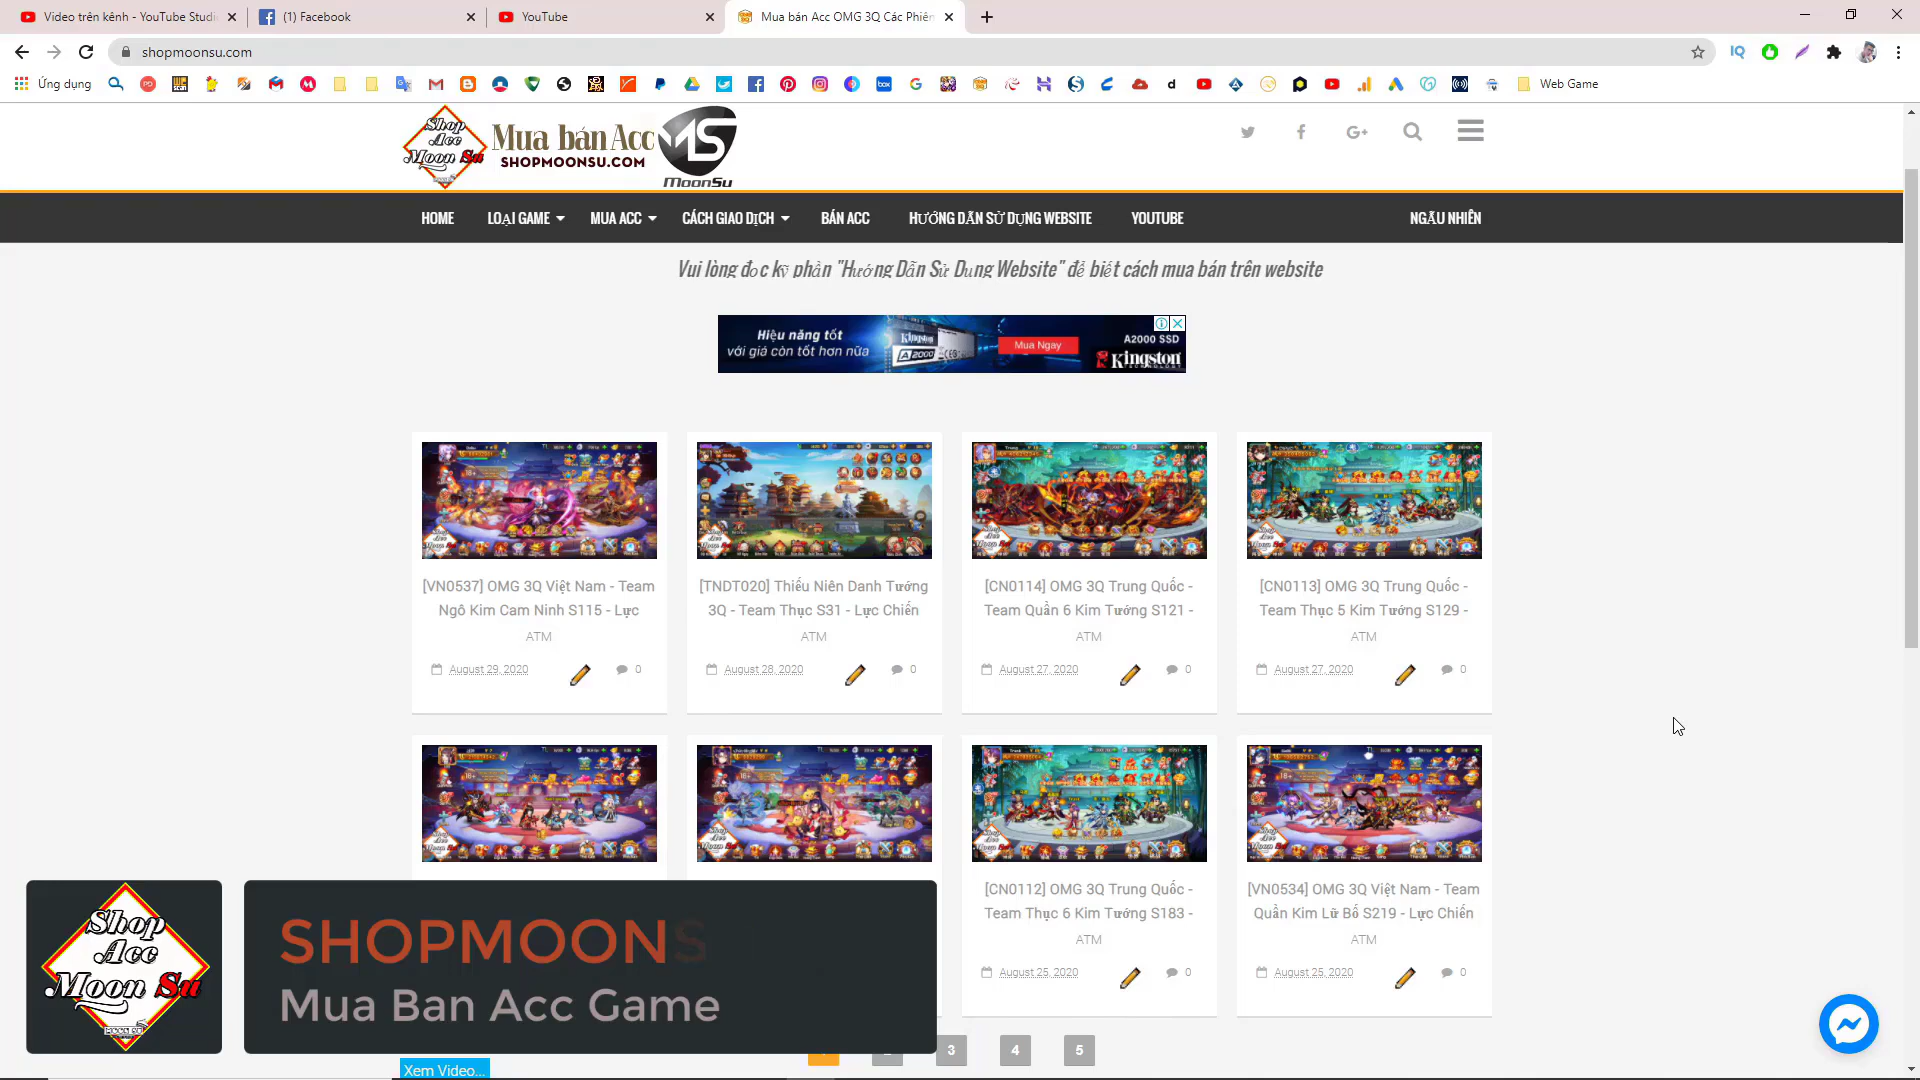 Video trên kênh - YouTube Studi
(1) Facebook
YouTube
Mua bán Acc OMG 3Q Các Phiên
shopmoonsu.com
Ứng dụng
Web Game
Shop
Acc
Moon Su
Mua bán Acc
SHOPMOONSU.COM
MS
MoonSu
HOME
LOẠI GAME
MUA ACC
CÁCH GIAO DỊCH
BÁN ACC
HƯỚNG DẪN SỬ DỤNG WEBSITE
YOUTUBE
NGẪU NHIÊN
Vui lòng đọc kỹ phần "Hướng Dẫn Sử Dụng Website" để biết cách mua bán trên website
Hiệu năng tốt
với giá còn tốt hơn nữa
Kingston
A2000
Mua Ngay
A2000 SSD
Kingston
TECHNOLOGY
[VN0537] OMG 3Q Việt Nam - Team
Ngô Kim Cam Ninh S115 - Lực
ATM
August 29, 2020
0
[TNDT020] Thiếu Niên Danh Tướng
3Q - Team Thục S31 - Lực Chiến
ATM
August 28, 2020
0
[CN0114] OMG 3Q Trung Quốc -
Team Quần 6 Kim Tướng S121 -
ATM
August 27, 2020
0
[CN0113] OMG 3Q Trung Quốc -
Team Thục 5 Kim Tướng S129 -
ATM
August 27, 2020
0
[CN0112] OMG 3Q Trung Quốc -
Team Thục 6 Kim Tướng S183 -
ATM
August 25, 2020
0
[VN0534] OMG 3Q Việt Nam - Team
Quần Kim Lữ Bố S219 - Lực Chiến
ATM
August 25, 2020
0
Shop
Acc
Moon Su
SHOPMOONS
Mua Ban Acc Game
3
4
5
Xem Video...